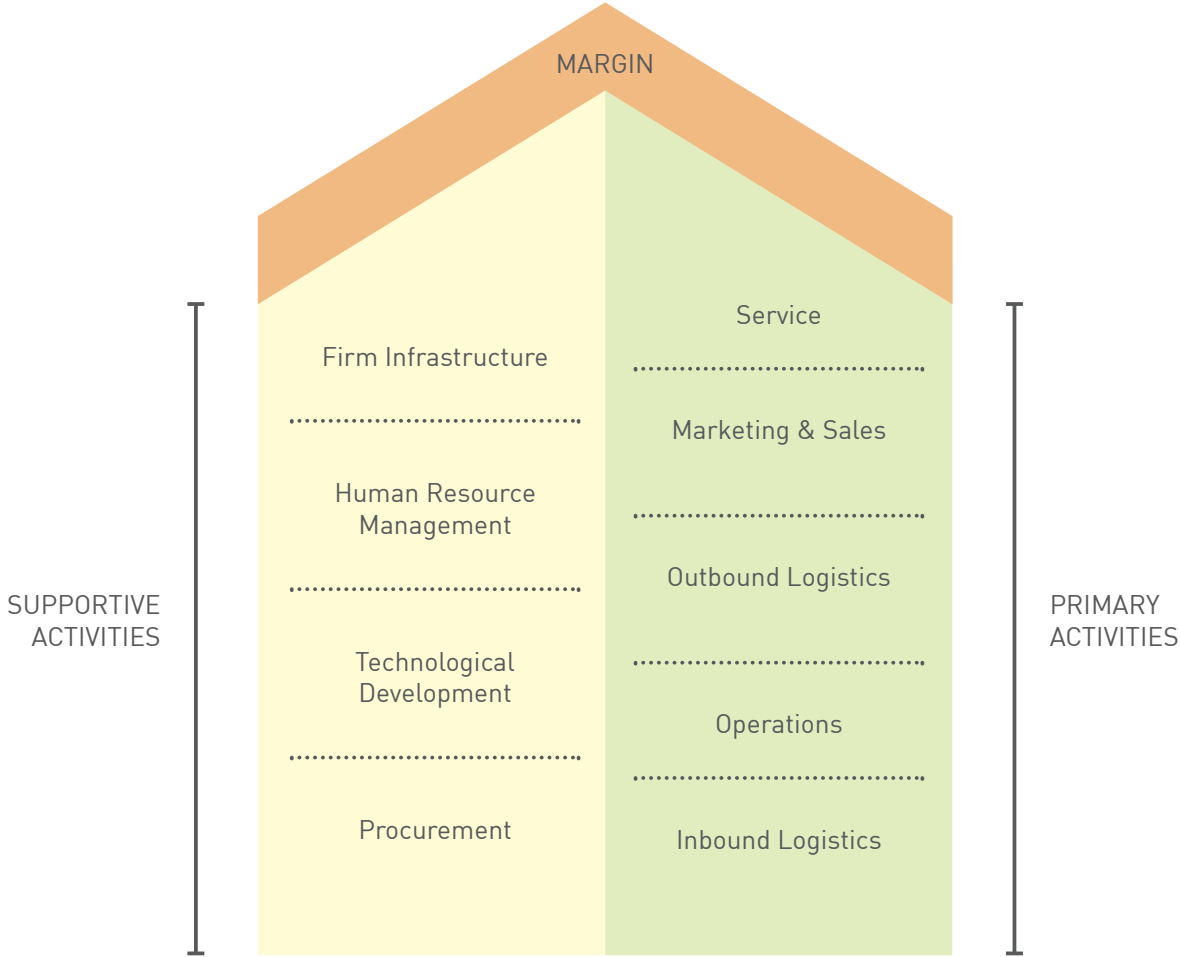 MARGIN
SUPPORTIVE
ACTIVITIES
Firm Infrastructure
Human Resource
Management
Technological
Development
Procurement
Service
Marketing & Sales
Outbound Logistics
Operations
Inbound Logistics
PRIMARY
ACTIVITIES